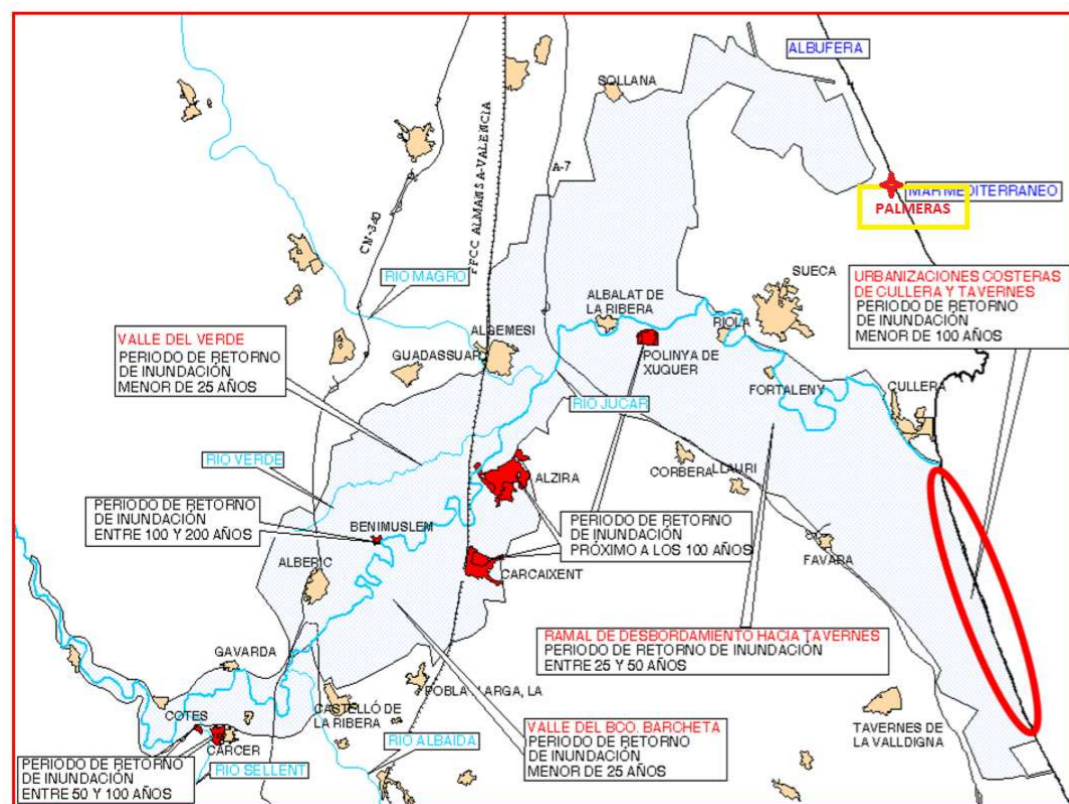 ALBUFERA
SOLLANA
A-7
FFCC ALMANSA-VALENCIA
CN-340
MAR MEDITERRANEO
PALMERAS
RIO MAGRO
SUECA
URBANIZACIONES COSTERAS
DE CULLERA Y TAVERNES
PERIODO DE RETORNO
DE INUNDACIÓN
MENOR DE 100 AÑOS
ALBALAT DE
LA RIBERA
RIOLA
VALLE DEL VERDE
PERIODO DE RETORNO
DE INUNDACIÓN
MENOR DE 25 AÑOS
ALGEMESI
GUADASSUAR
POLINYA DE
XUQUER
FORTALENY
CULLERA
RIO JUCAR
RIO VERDE
ALZIRA
CORBERA
LLAURI
PERIODO DE RETORNO
DE INUNDACIÓN
ENTRE 100 Y 200 AÑOS
BENIMUSLEM
PERIODO DE RETORNO
DE INUNDACIÓN
PRÓXIMO A LOS 100 AÑOS
FAVARA
ALBERIC
CARCAIXENT
RAMAL DE DESBORDAMIENTO HACIA TAVERNES
PERIODO DE RETORNO DE INUNDACIÓN
ENTRE 25 Y 50 AÑOS
GAVARDA
POBLA LARGA, LA
CASTELLÓ DE
LA RIBERA
COTES
CÀRCER
TAVERNES DE
LA VALLDIGNA
VALLE DEL BCO. BARCHETA
PERIODO DE RETORNO
DE INUNDACIÓN
MENOR DE 25 AÑOS
RIO ALBAIDA
PERIODO DE RETORNO
DE INUNDACIÓN
ENTRE 50 Y 100 AÑOS
RIO SELLENT